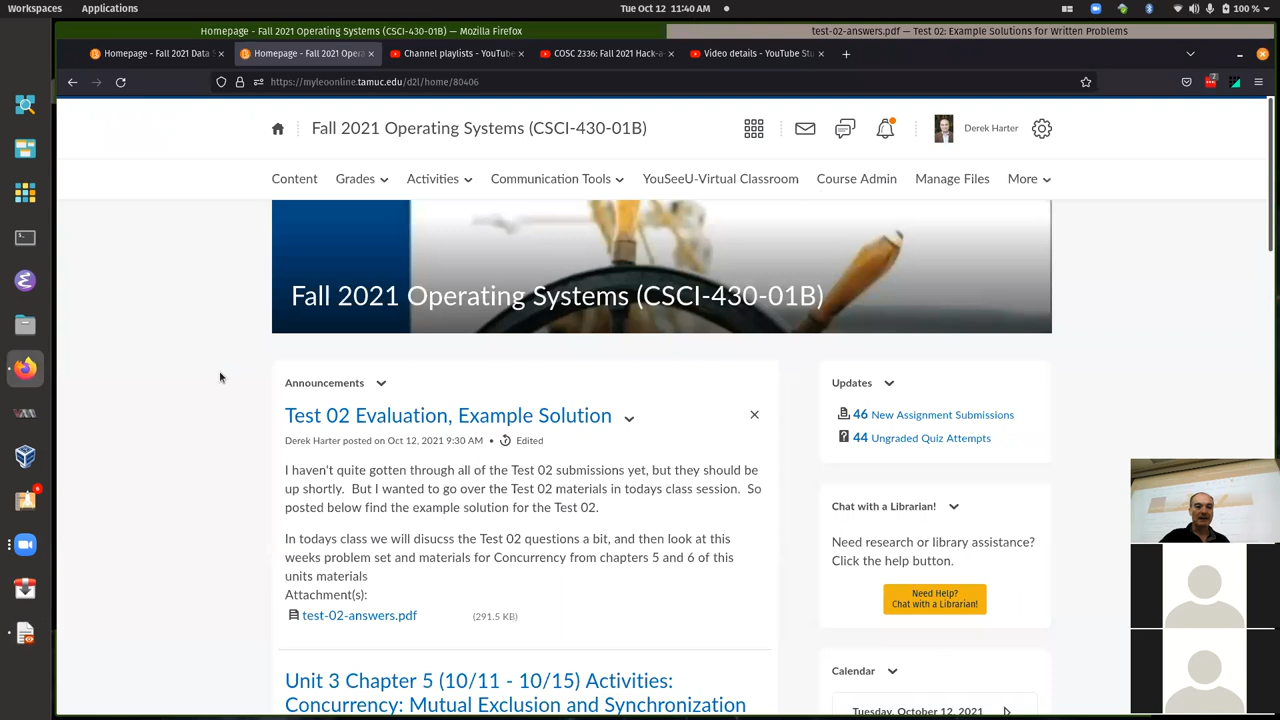 Workspaces Applications Tue Oct 12 11:40 AM 100 %
Homepage - Fall 2021 Operating Systems (CSCI-430-01B) — Mozilla Firefox test-02-answers.pdf — Test 02: Example Solutions for Written Problems
Homepage - Fall 2021 Data S Homepage - Fall 2021 Opera Channel playlists - YouTube COSC 2336: Fall 2021 Hack-a Video details - YouTube Stu
https://myleoonline.tamuc.edu/d2l/home/80406
Fall 2021 Operating Systems (CSCI-430-01B) Derek Harter
Content Grades Activities Communication Tools YouSeeU-Virtual Classroom Course Admin Manage Files More
Fall 2021 Operating Systems (CSCI-430-01B)
Announcements
Test 02 Evaluation, Example Solution
Derek Harter posted on Oct 12, 2021 9:30 AM • Edited
I haven't quite gotten through all of the Test 02 submissions yet, but they should be
up shortly. But I wanted to go over the Test 02 materials in todays class session. So
posted below find the example solution for the Test 02.
In todays class we will disucss the Test 02 questions a bit, and then look at this
weeks problem set and materials for Concurrency from chapters 5 and 6 of this
units materials
Attachment(s):
test-02-answers.pdf (291.5 KB)
Unit 3 Chapter 5 (10/11 - 10/15) Activities:
Concurrency: Mutual Exclusion and Synchronization
Updates
46 New Assignment Submissions
44 Ungraded Quiz Attempts
Chat with a Librarian!
Need research or library assistance?
Click the help button.
Need Help?
Chat with a Librarian!
Calendar
Tuesday, October 12, 2021